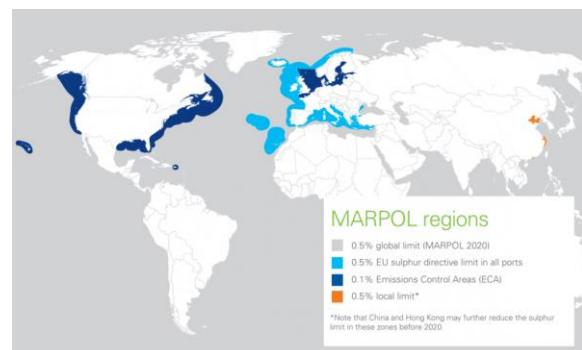 MARPOL regions
0.5% global limit (MARPOL 2020)
0.5% EU sulphur directive limit in all ports
0.1% Emissions Control Areas (ECA)
0.5% local limit*
*Note that China and Hong Kong may further reduce the sulphur
limit in these zones before 2020